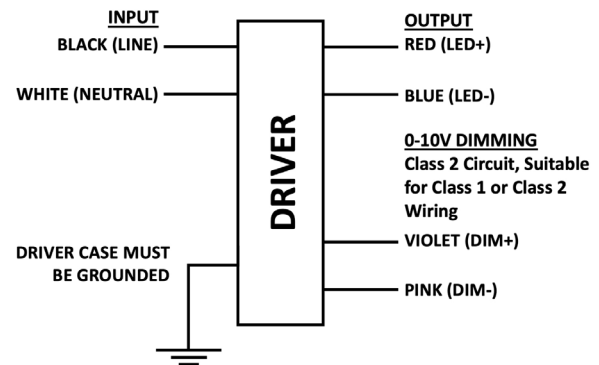 INPUT
BLACK (LINE)
WHITE (NEUTRAL)
DRIVER CASE MUST
BE GROUNDED
DRIVER
OUTPUT
RED (LED+)
BLUE (LED-)
0-10V DIMMING
Class 2 Circuit, Suitable
for Class 1 or Class 2
Wiring
VIOLET (DIM+)
PINK (DIM-)